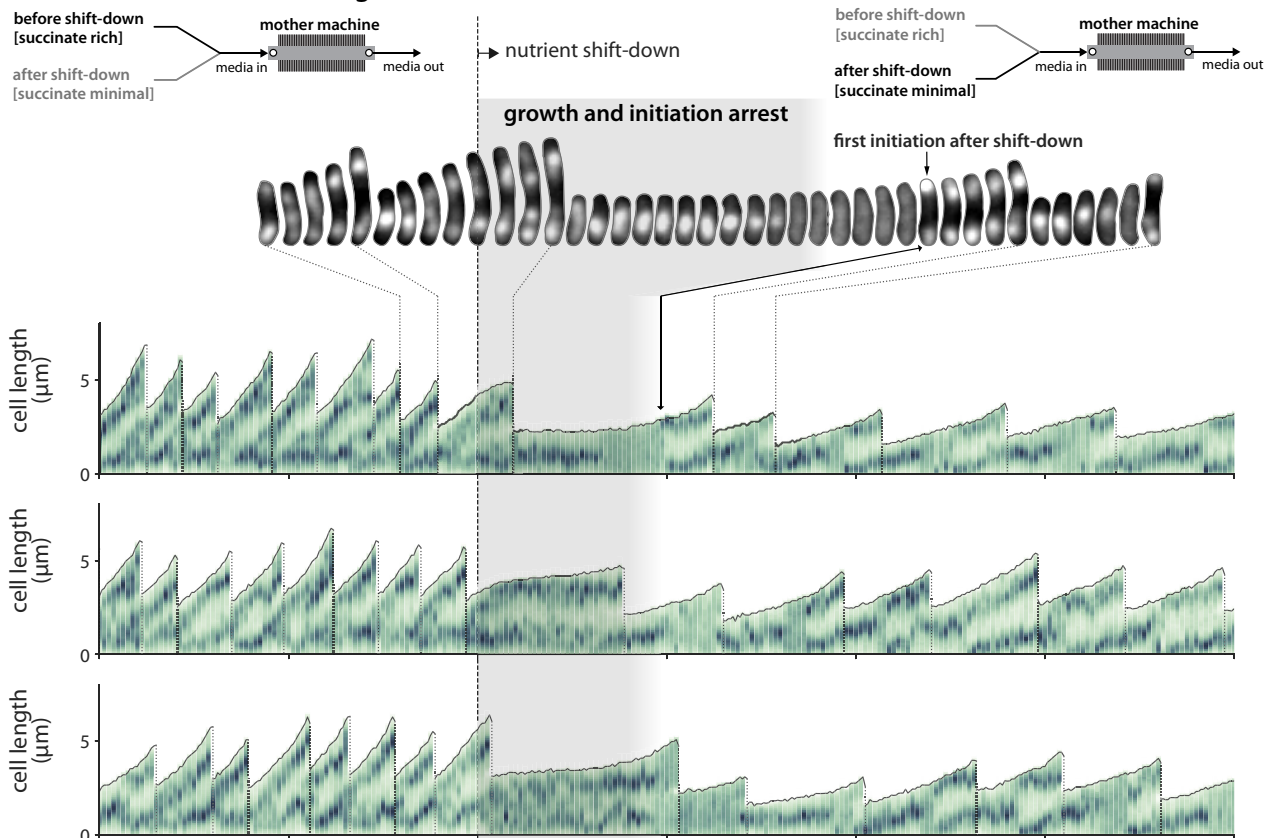 before shift-down
[succinate rich]
after shift-down
[succinate minimal]
mother machine
media in
media out
nutrient shift-down
before shift-down
[succinate rich]
after shift-down
[succinate minimal]
mother machine
media in
media out
growth and initiation arrest
first initiation after shift-down
cell length
(μm)
5
0
cell length
(μm)
5
0
cell length
(μm)
5
0